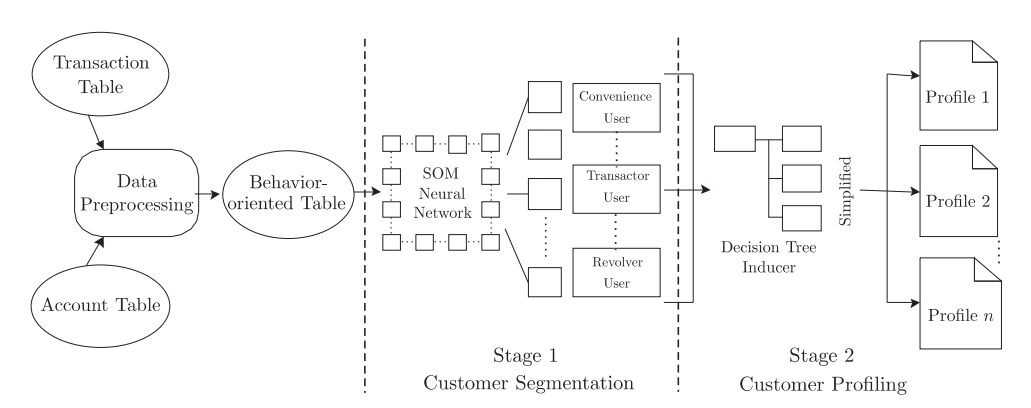 Transaction
Table
Data
Preprocessing
Account Table
Behavior-
oriented Table
SOM
Neural
Network
Convenience
User
Transactor
User
Revolver
User
Stage 1
Customer Segmentation
Decision Tree
Inducer
Simplified
Profile 1
Profile 2
Profile n
Stage 2
Customer Profiling